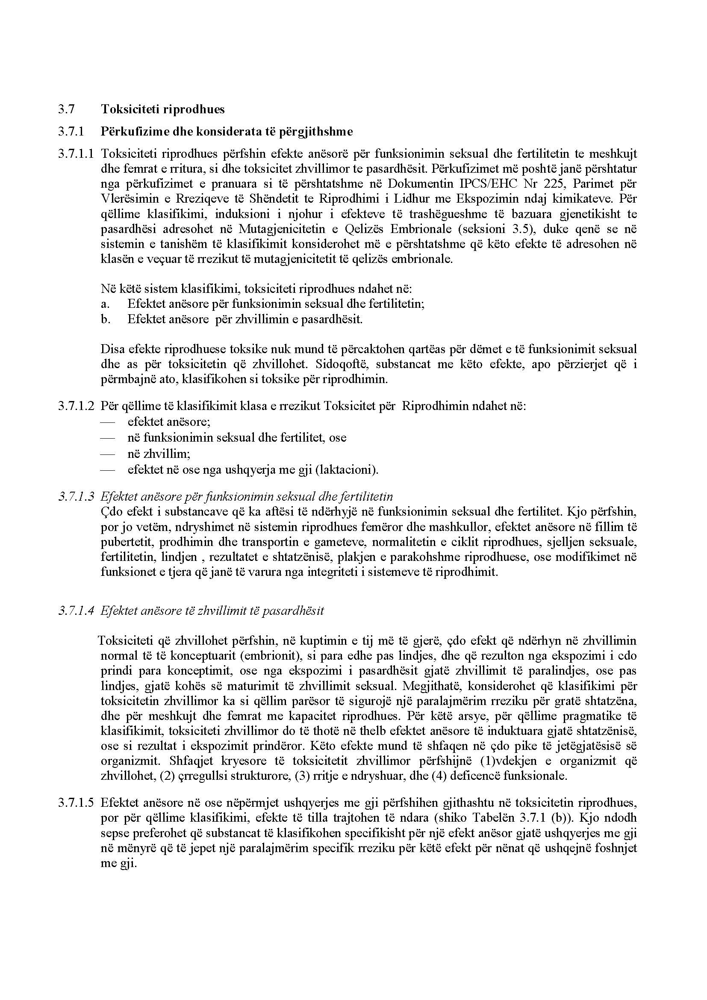 3.7 Toksiciteti riprodhues
3.7.1 Përkufizime dhe konsiderata të përgjithshme
3.7.1.1 Toksiciteti riprodhues përfshin efekte anësorë për funksionimin seksual dhe fertilitetin te meshkujt
dhe femrat e rritura, si dhe toksicitet zhvillimor te pasardhësit. Përkufizimet më poshtë janë përshtatur
nga përkufizimet e pranuara si të përshtatshme në Dokumentin IPCS/EHC Nr 225, Parimet për
Vlerësimin e Rreziqeve të Shëndetit te Riprodhimi i Lidhur me Ekspozimin ndaj kimikateve. Për
qëllime klasifikimi, induksioni i njohur i efekteve të trashëgueshme të bazuara gjenetikisht te
pasardhësi adresohet në Mutagjenicitetin e Qelizës Embrionale (seksioni 3.5), duke qenë se në
sistemin e tanishëm të klasifikimit konsiderohet më e përshtatshme që këto efekte të adresohen në
klasën e veçuar të rrezikut të mutagjenicitetit të qelizës embrionale.
Në këtë sistem klasifikimi, toksiciteti riprodhues ndahet në:
a. Efektet anësore për funksionimin seksual dhe fertilitetin;
b. Efektet anësore  për zhvillimin e pasardhësit.
Disa efekte riprodhuese toksike nuk mund të përcaktohen qartëas për dëmet e të funksionimit seksual
dhe as për toksicitetin që zhvillohet. Sidoqoftë, substancat me këto efekte, apo përzierjet që i
përmbajnë ato, klasifikohen si toksike për riprodhimin.
3.7.1.2 Për qëllime të klasifikimit klasa e rrezikut Toksicitet për  Riprodhimin ndahet në:
— efektet anësore;
— në funksionimin seksual dhe fertilitet, ose
— në zhvillim;
— efektet në ose nga ushqyerja me gji (laktacioni).
3.7.1.3 Efektet anësore për funksionimin seksual dhe fertilitetin
Çdo efekt i substancave që ka aftësi të ndërhyjë në funksionimin seksual dhe fertilitet. Kjo përfshin,
por jo vetëm, ndryshimet në sistemin riprodhues femëror dhe mashkullor, efektet anësore në fillim të
pubertetit, prodhimin dhe transportin e gameteve, normalitetin e ciklit riprodhues, sjelljen seksuale,
fertilitetin, lindjen , rezultatet e shtatzënisë, plakjen e parakohshme riprodhuese, ose modifikimet në
funksionet e tjera që janë të varura nga integriteti i sistemeve të riprodhimit.
3.7.1.4 Efektet anësore të zhvillimit të pasardhësit
Toksiciteti që zhvillohet përfshin, në kuptimin e tij më të gjerë, çdo efekt që ndërhyn në zhvillimin
normal të të konceptuarit (embrionit), si para edhe pas lindjes, dhe që rezulton nga ekspozimi i cdo
prindi para konceptimit, ose nga ekspozimi i pasardhësit gjatë zhvillimit të paralindjes, ose pas
lindjes, gjatë kohës së maturimit të zhvillimit seksual. Megjithatë, konsiderohet që klasifikimi për
toksicitetin zhvillimor ka si qëllim parësor të sigurojë një paralajmërim rreziku për gratë shtatzëna,
dhe për meshkujt dhe femrat me kapacitet riprodhues. Për këtë arsye, për qëllime pragmatike të
klasifikimit, toksiciteti zhvillimor do të thotë në thelb efektet anësore të induktuara gjatë shtatzënisë,
ose si rezultat i ekspozimit prindëror. Këto efekte mund të shfaqen në çdo pike të jetëgjatësisë së
organizmit. Shfaqjet kryesore të toksicitetit zhvillimor përfshijnë (1)vdekjen e organizmit që
zhvillohet, (2) çrregullsi strukturore, (3) rritje e ndryshuar, dhe (4) deficencë funksionale.
3.7.1.5 Efektet anësore në ose nëpërmjet ushqyerjes me gji përfshihen gjithashtu në toksicitetin riprodhues,
por për qëllime klasifikimi, efekte të tilla trajtohen të ndara (shiko Tabelën 3.7.1 (b)). Kjo ndodh
sepse preferohet që substancat të klasifikohen specifikisht për një efekt anësor gjatë ushqyerjes me gji
në mënyrë që të jepet një paralajmërim specifik rreziku për këtë efekt për nënat që ushqejnë foshnjet
me gji.